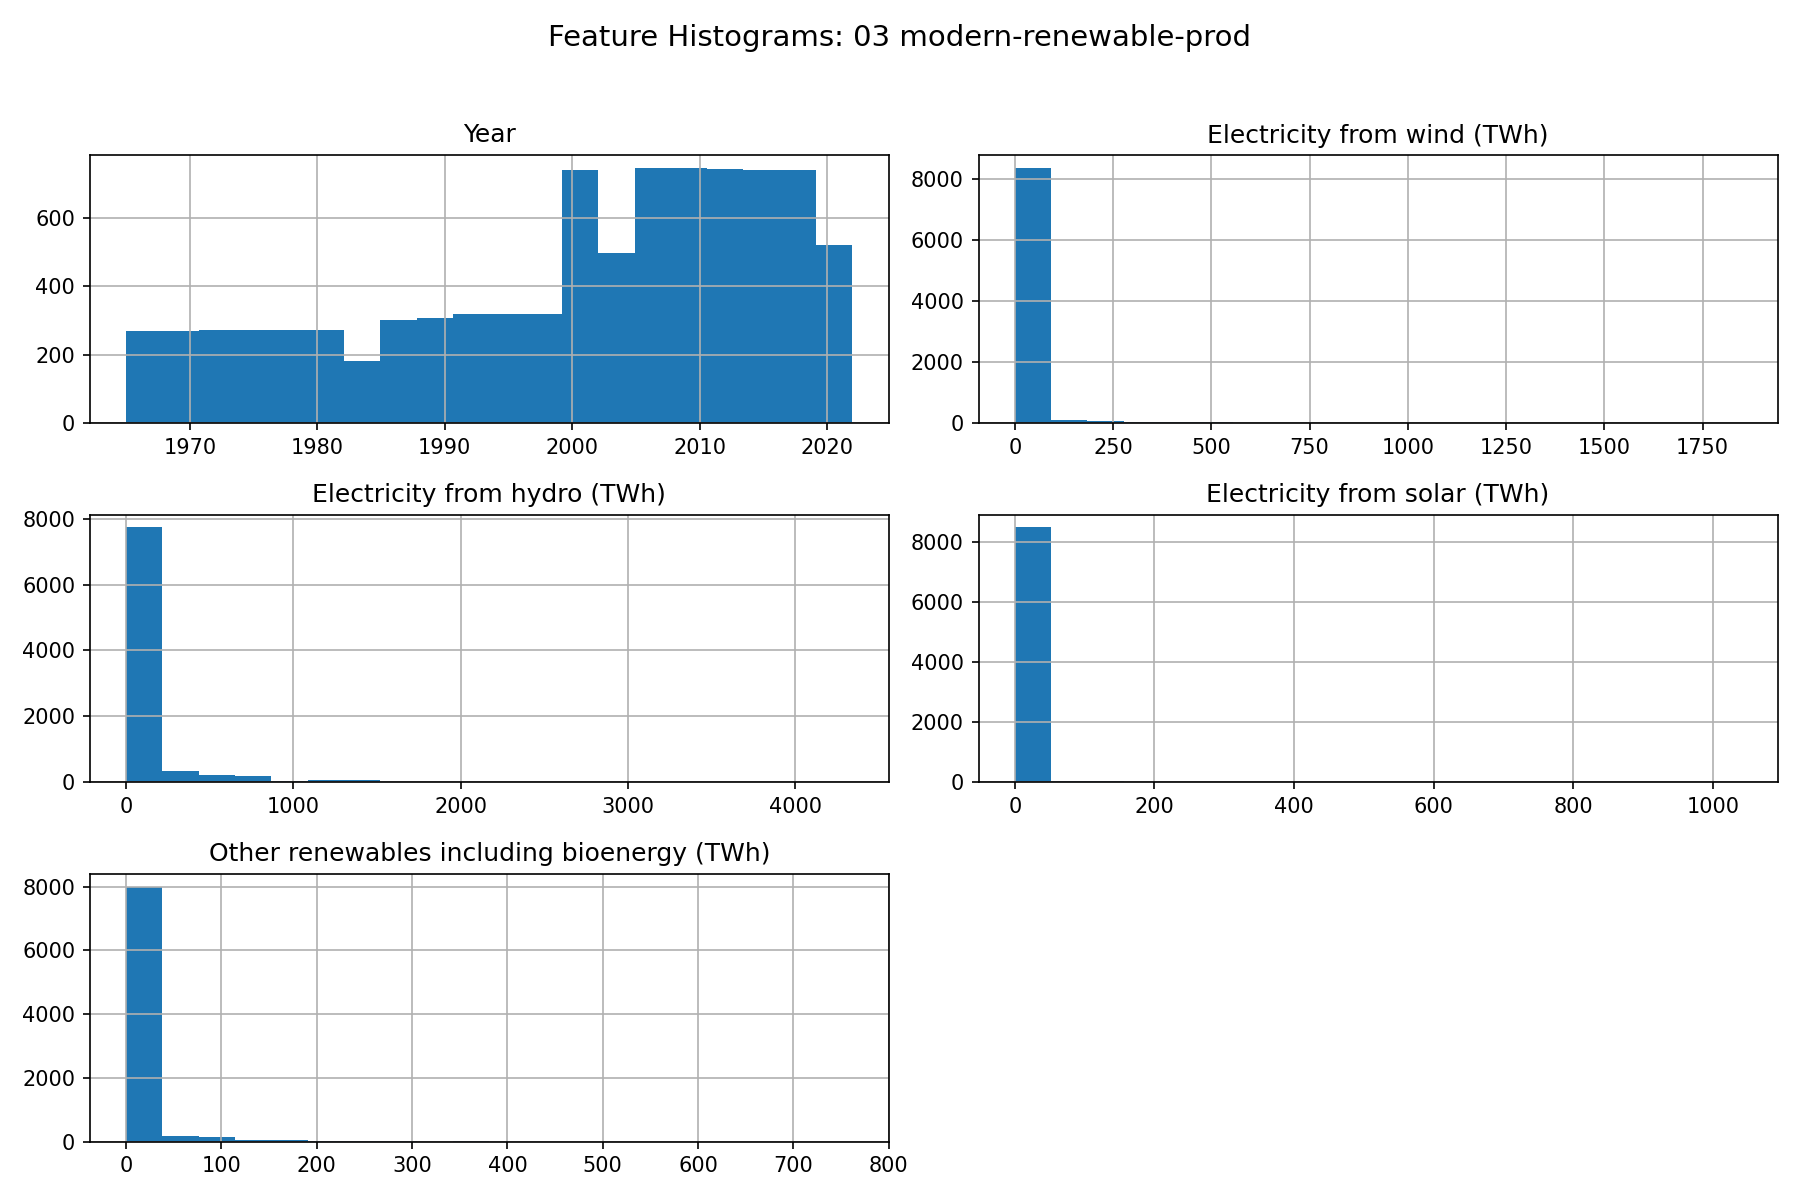 Feature Histograms: 03 modern-renewable-prod
Year
600
400
200
0
1970 1980 1990 2000 2010 2020
Electricity from wind (TWh)
8000
6000
4000
2000
0
0 250 500 750 1000 1250 1500 1750
Electricity from hydro (TWh)
8000
6000
4000
2000
0
0 1000 2000 3000 4000
Electricity from solar (TWh)
8000
6000
4000
2000
0
0 200 400 600 800 1000
Other renewables including bioenergy (TWh)
8000
6000
4000
2000
0
0 100 200 300 400 500 600 700 800